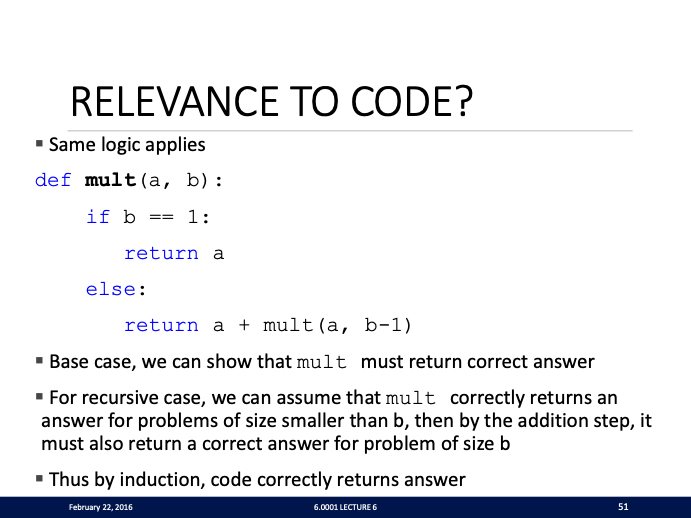 RELEVANCE TO CODE?
▪ Same logic applies
def mult(a, b):
    if b == 1:
        return a
    else:
        return a + mult(a, b-1)
▪ Base case, we can show that mult must return correct answer
▪ For recursive case, we can assume that mult correctly returns an
answer for problems of size smaller than b, then by the addition step, it
must also return a correct answer for problem of size b
▪ Thus by induction, code correctly returns answer
February 22, 2016
6.0001 LECTURE 6
51